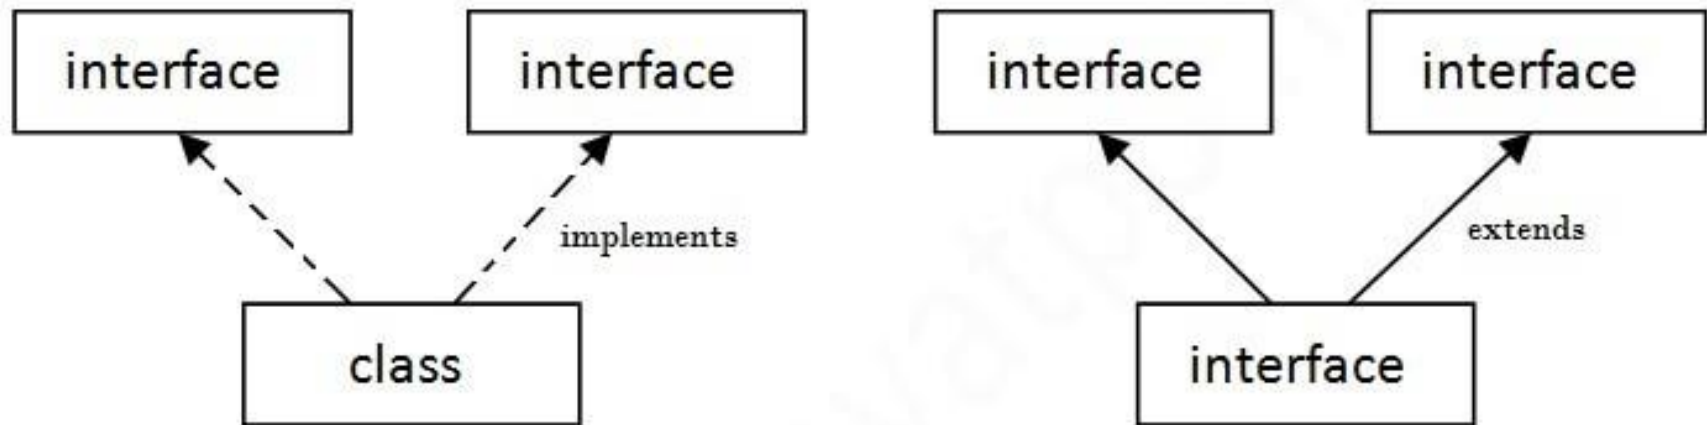 interface interface interface interface
implements extends
class interface